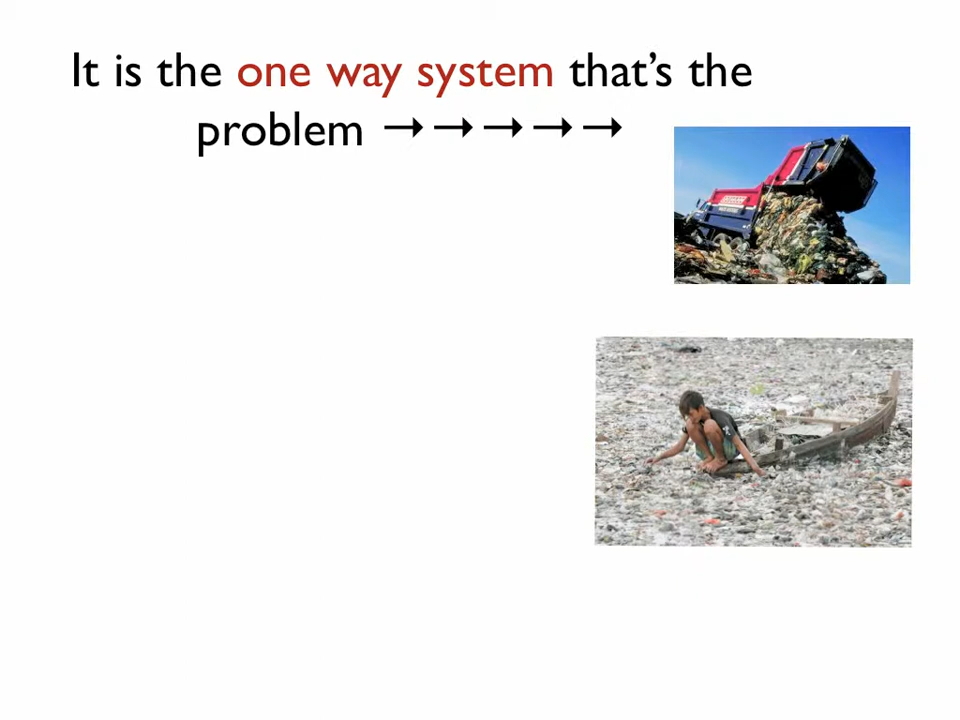 It is the one way system that's the
problem →→→→→